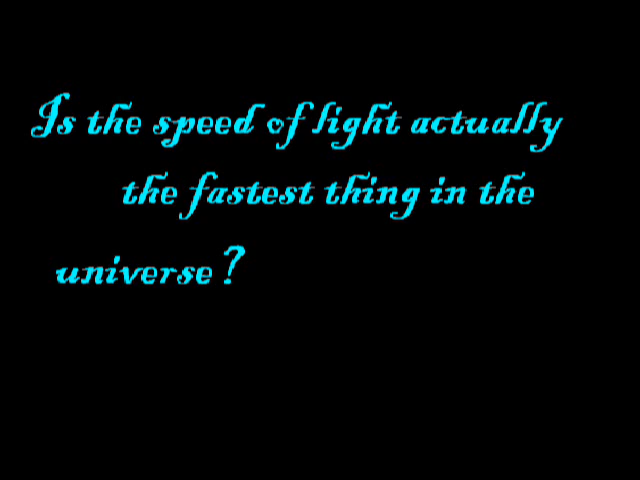 Is the speed of light actually
the fastest thing in the
universe?